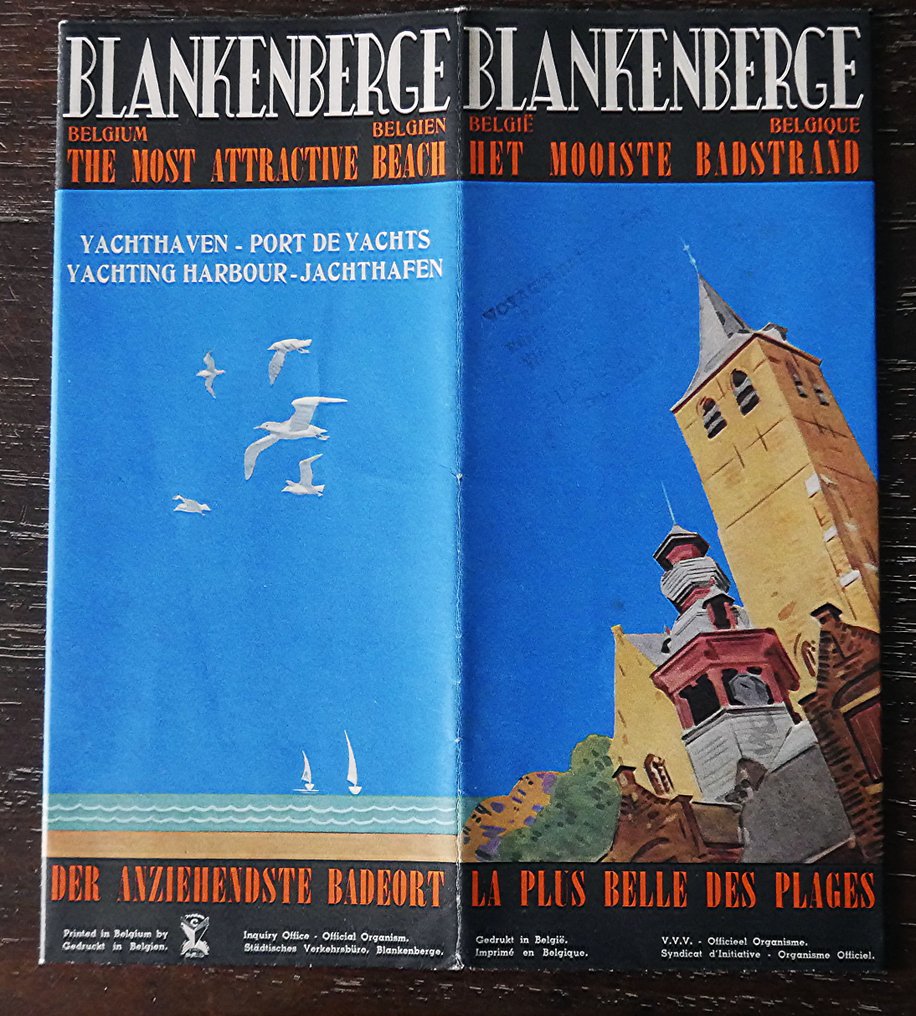 BLANKENBERGE
BELGIUM BELGIEN
THE MOST ATTRACTIVE BEACH
YACHTHAVEN - PORT DE YACHTS
YACHTING HARBOUR - JACHTHAFEN
DER ANZIEHENDSTE BADEORT
Printed in Belgium by
Gedruckt in Belgien.
Inquiry Office - Official Organism.
Städtisches Verkehrsbüre, Blankenberge.
BLANKENBERGE
BELGIË BELGIQUE
HET MOOISTE BADSTRAND
LA PLUS BELLE DES PLAGES
Gedrukt in België.
Imprimé en Belgique.
V.V.V. - Officieel Organisme.
Syndicat d'Initiative - Organisme Officiel.